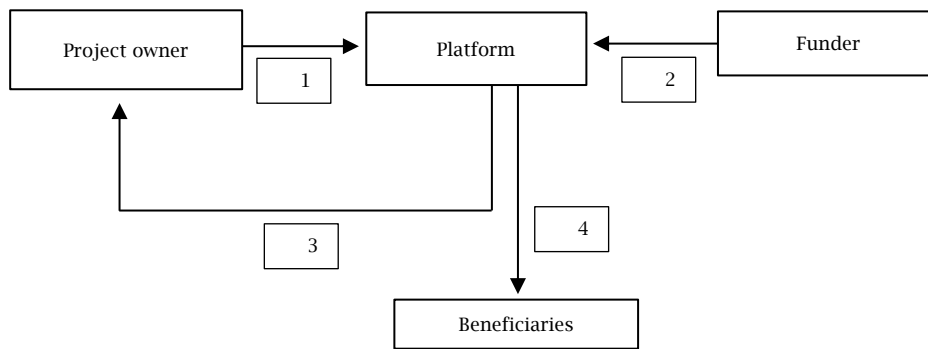 Project owner
Platform
Funder
1
2
3
4
Beneficiaries